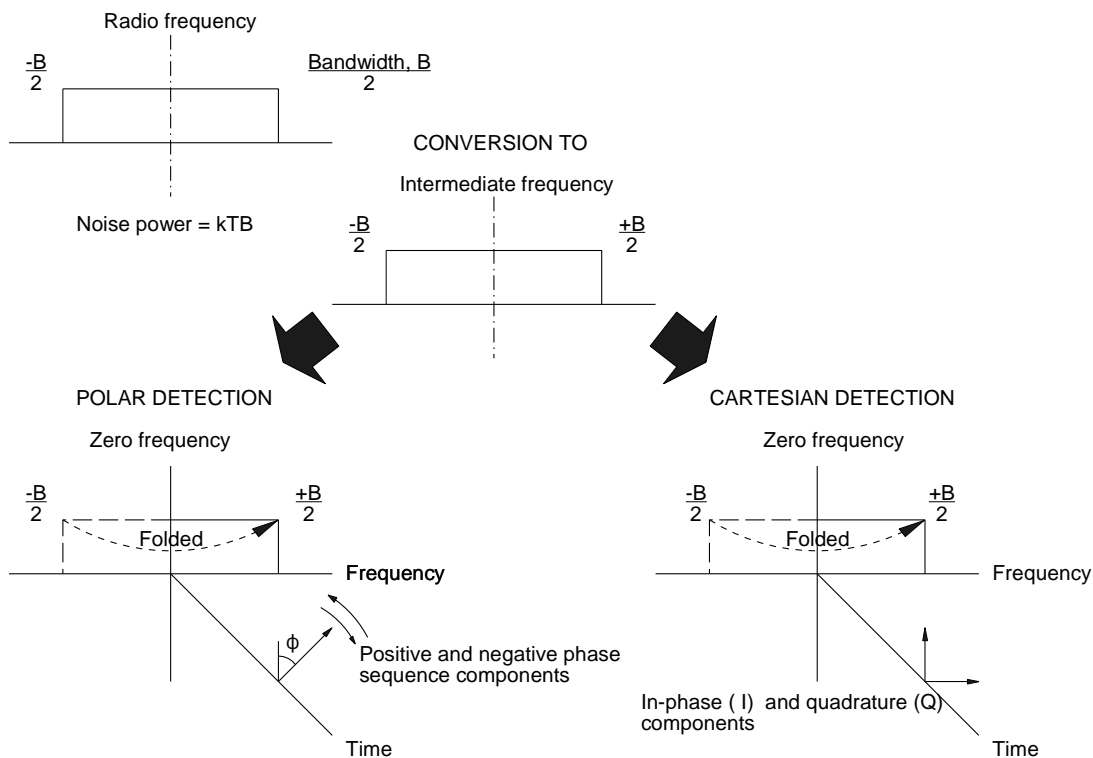 Radio frequency
-B
2
Bandwidth, B
2
Noise power = kTB
CONVERSION TO
Intermediate frequency
-B
2
+B
2
POLAR DETECTION
Zero frequency
-B
2
+B
2
Folded
Frequency
ϕ
Positive and negative phase
sequence components
Time
CARTESIAN DETECTION
Zero frequency
-B
2
+B
2
Folded
Frequency
In-phase ( I) and quadrature (Q)
components
Time